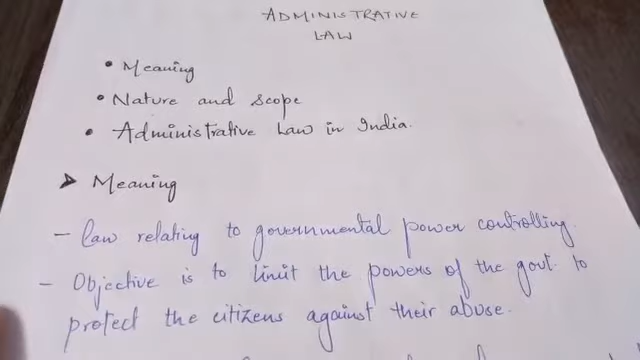 ADMINISTRATIVE
LAW
• Meaning
• Nature and scope
• Administrative Law in India.
➤ Meaning
- Law relating to governmental power controlling.
- Objective is to limit the powers of the govt. to
protect the citizens against their abuse.